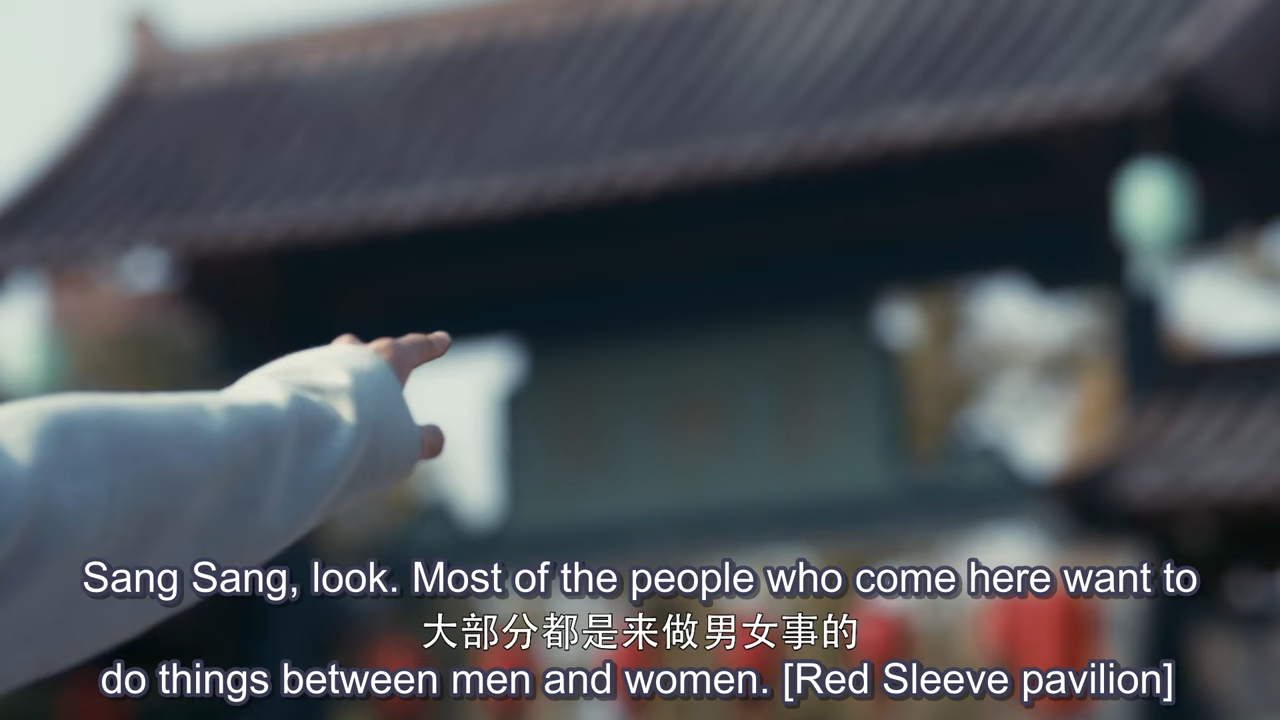 Sang Sang, look. Most of the people who come here want to
大部分都是来做男女事的
do things between men and women. [Red Sleeve pavilion]